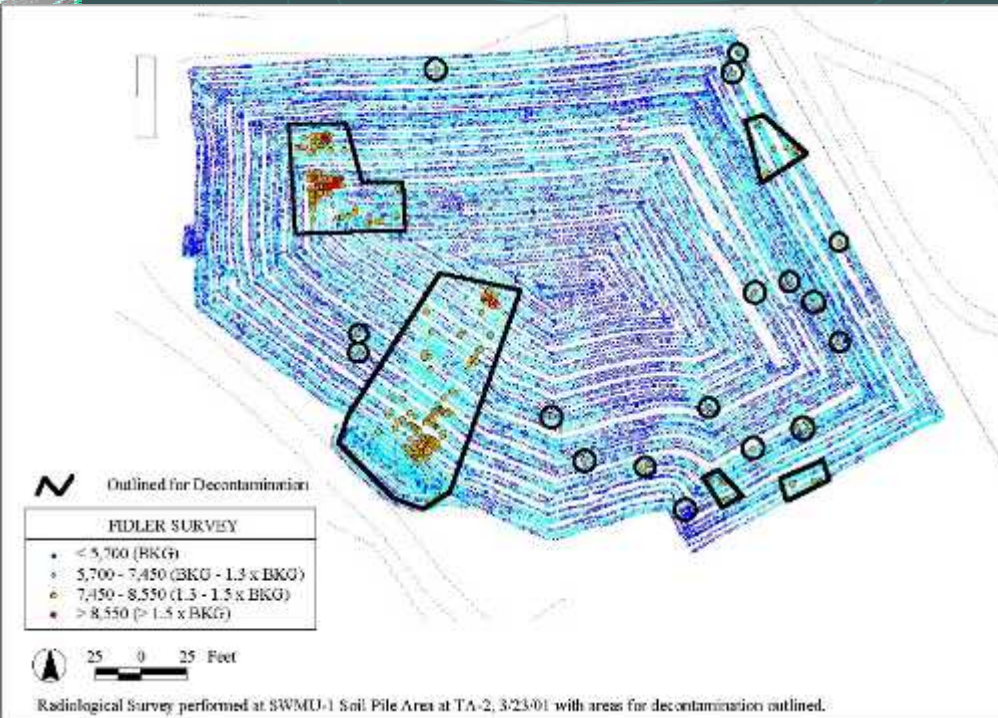 Outlined for Decontamination
FIDLER SURVEY
< 5,700 (BKG)
5,700 - 7,450 (BKG - 1.3 x BKG)
7,450 - 8,550 (1.3 - 1.5 x BKG)
> 8,550 (> 1.5 x BKG)
25 0 25 Feet
Radiological Survey performed at SWMU-1 Soil Pile Area at TA-2, 3/23/01 with areas for decontamination outlined.